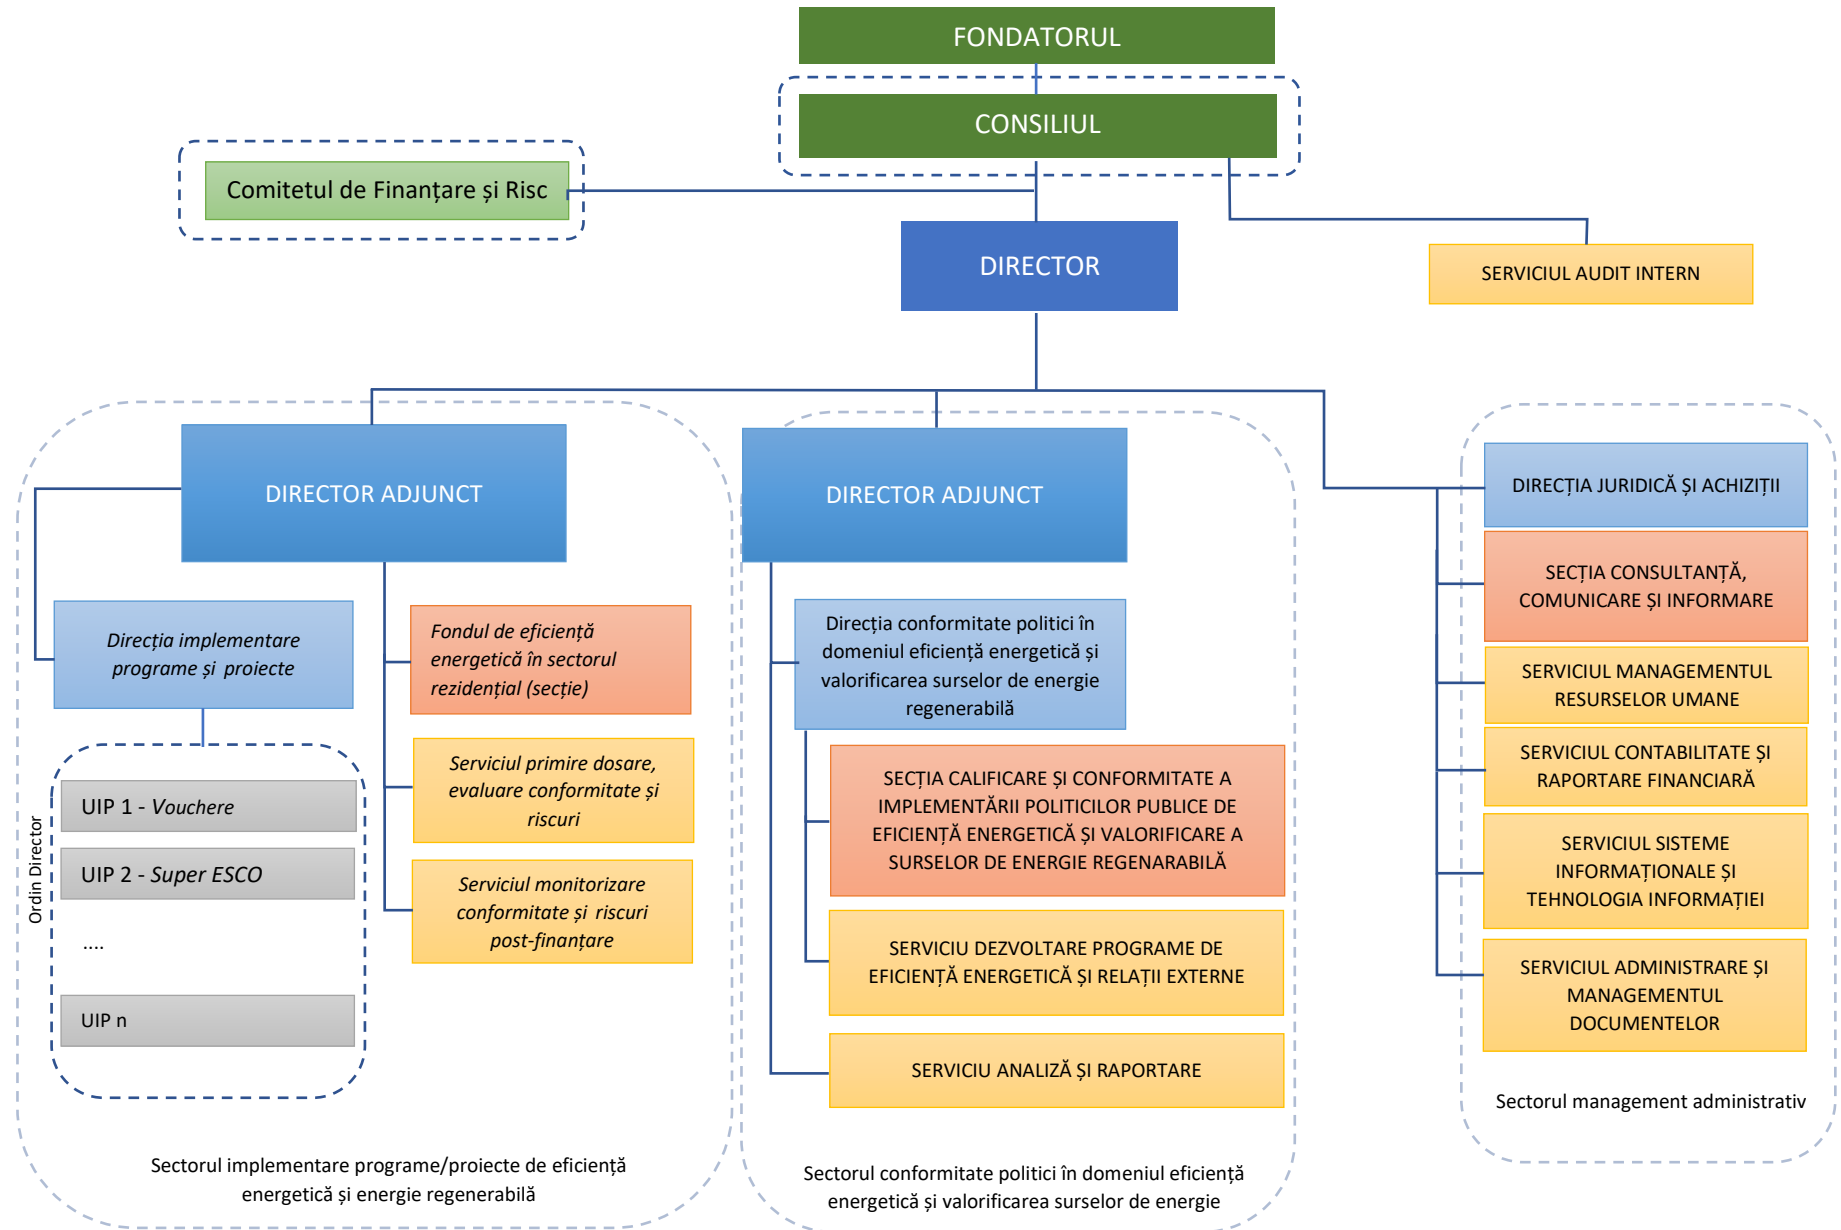 FONDATORUL
CONSILIUL
Comitetul de Finanțare și Risc
DIRECTOR
SERVICIUL AUDIT INTERN
DIRECTOR ADJUNCT
Direcția implementare
programe și proiecte
Ordin Director
UIP 1 - Vouchere
UIP 2 - Super ESCO
....
UIP n
Fondul de eficiență
energetică în sectorul
rezidențial (secție)
Serviciul primire dosare,
evaluare conformitate și
riscuri
Serviciul monitorizare
conformitate și riscuri
post-finanțare
Sectorul implementare programe/proiecte de eficiență
energetică și energie regenerabilă
DIRECTOR ADJUNCT
Direcția conformitate politici în
domeniul eficiență energetică și
valorificarea surselor de energie
regenerabilă
SECȚIA CALIFICARE ȘI CONFORMITATE A
IMPLEMENTĂRII POLITICILOR PUBLICE DE
EFICIENȚĂ ENERGETICĂ ȘI VALORIFICARE A
SURSELOR DE ENERGIE REGENARABILĂ
SERVICIU DEZVOLTARE PROGRAME DE
EFICIENȚĂ ENERGETICĂ ȘI RELAȚII EXTERNE
SERVICIU ANALIZĂ ȘI RAPORTARE
Sectorul conformitate politici în domeniul eficiență
energetică și valorificarea surselor de energie
DIRECȚIA JURIDICĂ ȘI ACHIZIȚII
SECȚIA CONSULTANȚĂ,
COMUNICARE ȘI INFORMARE
SERVICIUL MANAGEMENTUL
RESURSELOR UMANE
SERVICIUL CONTABILITATE ȘI
RAPORTARE FINANCIARĂ
SERVICIUL SISTEME
INFORMAȚIONALE ȘI
TEHNOLOGIA INFORMAȚIEI
SERVICIUL ADMINISTRARE ȘI
MANAGEMENTUL
DOCUMENTELOR
Sectorul management administrativ